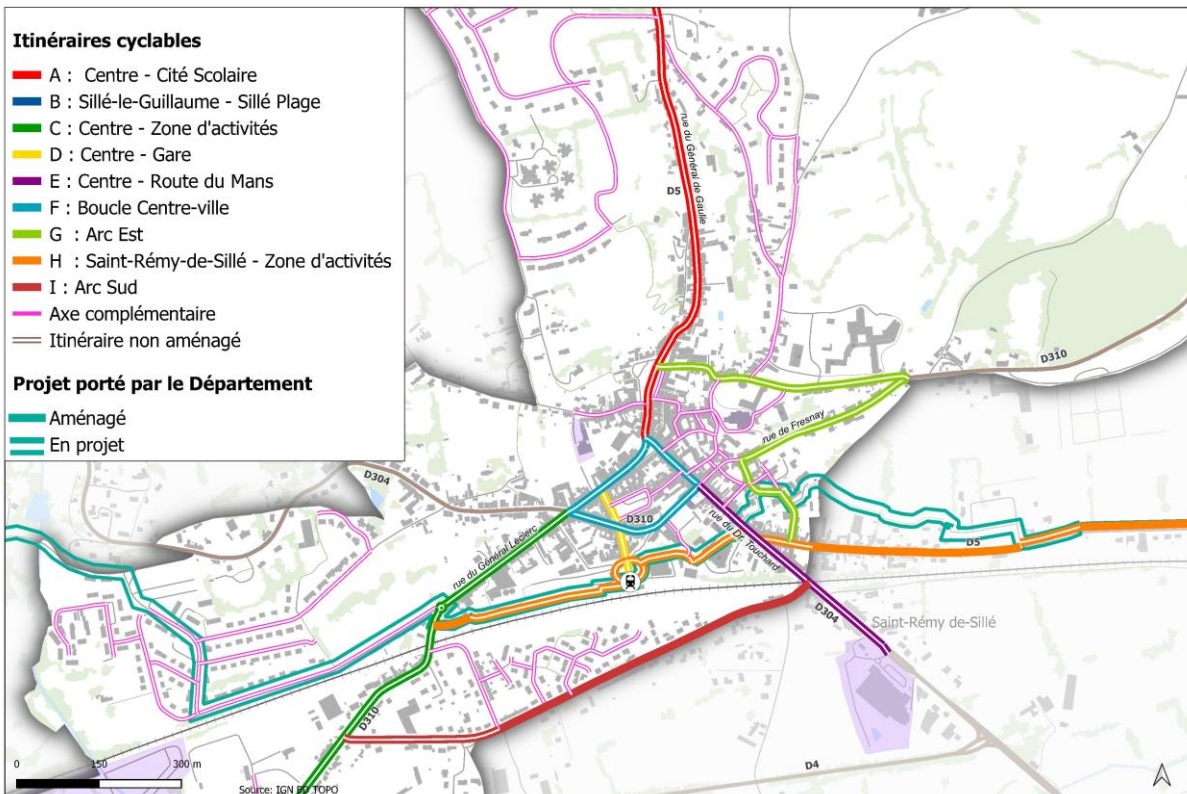 Itinéraires cyclables
A : Centre - Cité Scolaire
B : Sillé-le-Guillaume - Sillé Plage
C : Centre - Zone d'activités
D : Centre - Gare
E : Centre - Route du Mans
F : Boucle Centre-ville
G : Arc Est
H : Saint-Rémy-de-Sillé - Zone d'activités
I : Arc Sud
Axe complémentaire
Itinéraire non aménagé
Projet porté par le Département
Aménagé
En projet
rue du Général de Gaulle
D5
D310
rue de Fresnay
D304
D310
rue du Dr. Touchard
rue du Général Leclerc
D5
D304
Saint-Rémy de-Sillé
D310
D4
0 150 300 m
Source: IGN BD TOPO